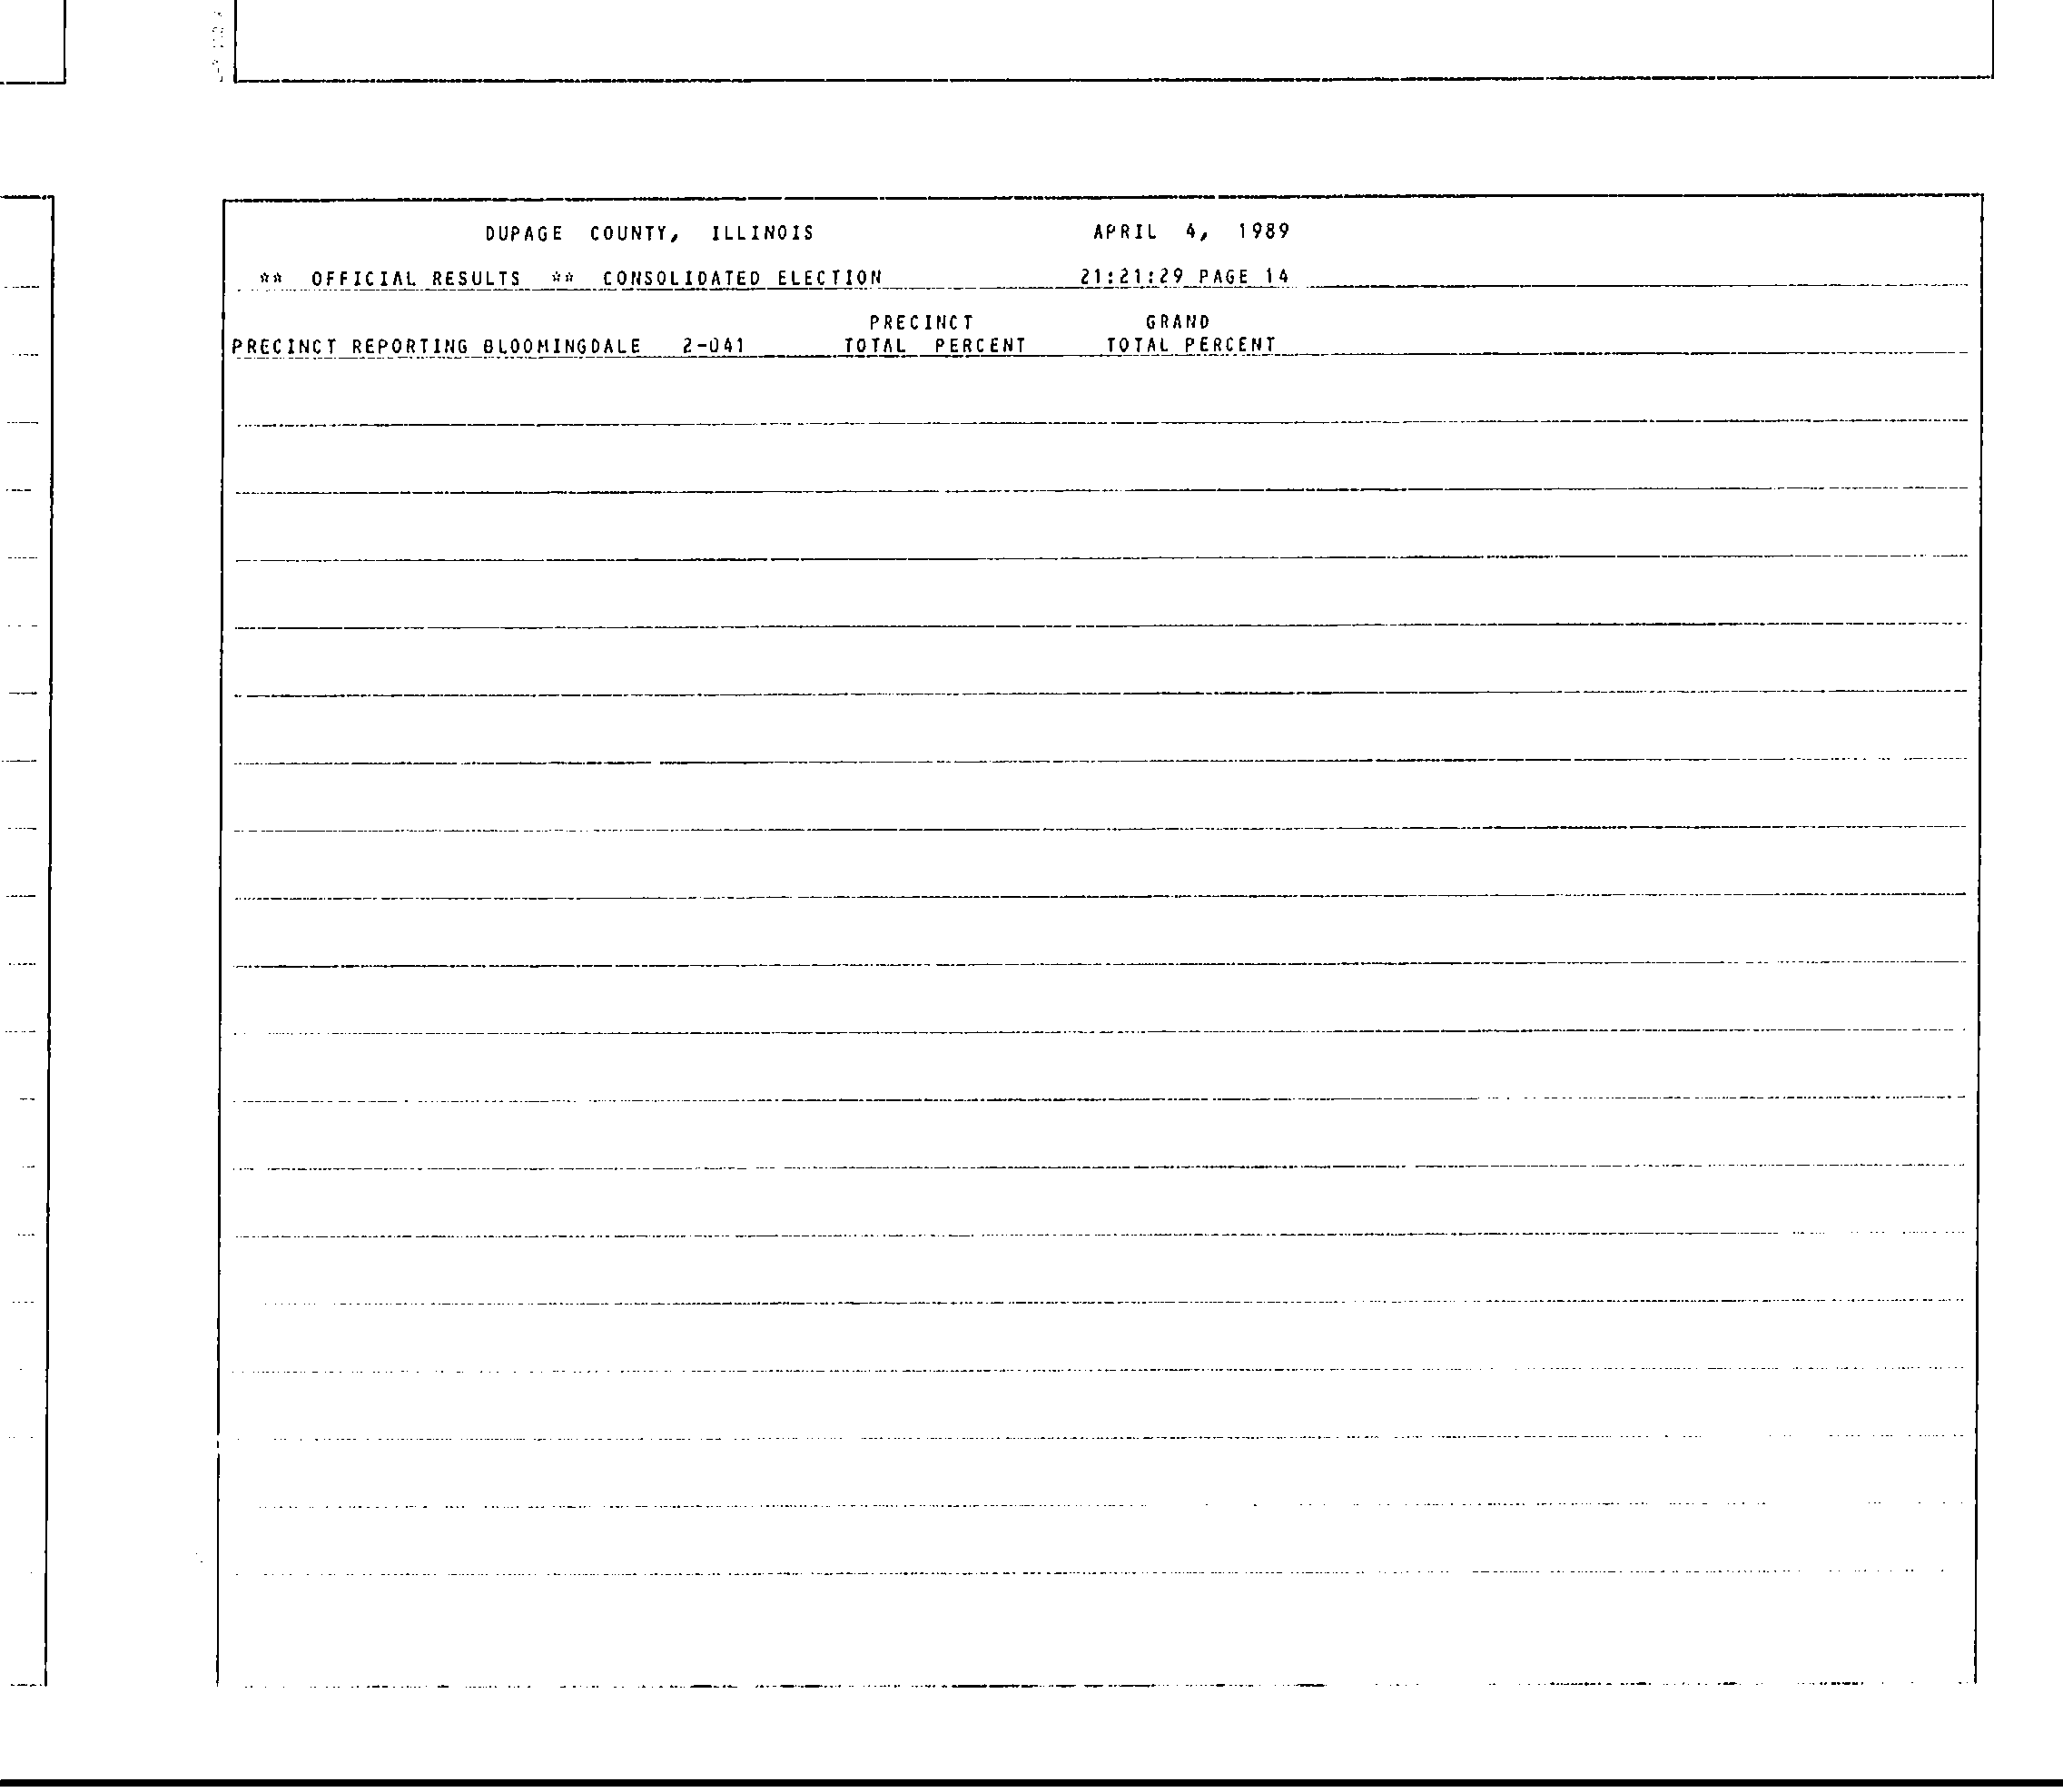 DUPAGE COUNTY, ILLINOIS APRIL 4, 1989
** OFFICIAL RESULTS ** CONSOLIDATED ELECTION 21:21:29 PAGE 14
PRECINCT GRAND
PRECINCT REPORTING BLOOMINGDALE 2-041 TOTAL PERCENT TOTAL PERCENT